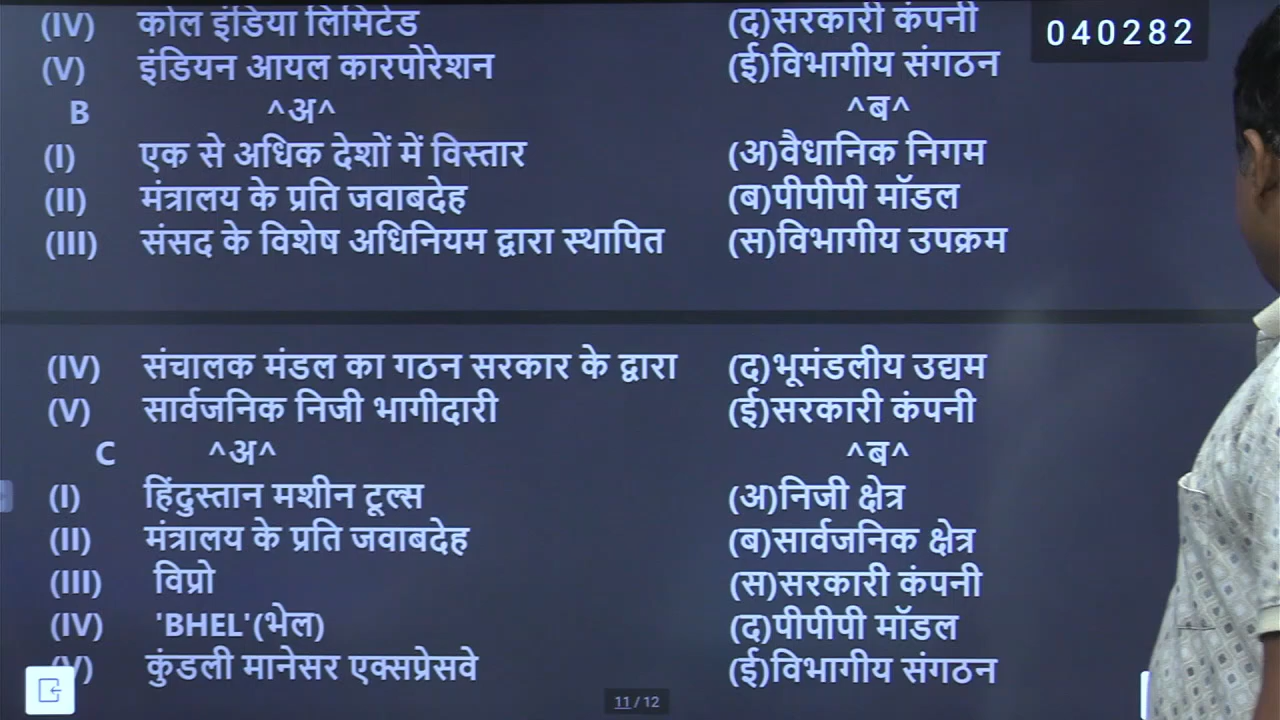 (IV) कोल इंडिया लिमिटेड (द)सरकारी कंपनी
040282
(V) इंडियन आयल कारपोरेशन (ई)विभागीय संगठन
B ^अ^ ^ब^
(I) एक से अधिक देशों में विस्तार (अ)वैधानिक निगम
(II) मंत्रालय के प्रति जवाबदेह (ब)पीपीपी मॉडल
(III) संसद के विशेष अधिनियम द्वारा स्थापित (स)विभागीय उपक्रम
(IV) संचालक मंडल का गठन सरकार के द्वारा (द)भूमंडलीय उद्यम
(V) सार्वजनिक निजी भागीदारी (ई)सरकारी कंपनी
C ^अ^ ^ब^
(I) हिंदुस्तान मशीन टूल्स (अ)निजी क्षेत्र
(II) मंत्रालय के प्रति जवाबदेह (ब)सार्वजनिक क्षेत्र
(III) विप्रो (स)सरकारी कंपनी
(IV) 'BHEL'(भेल) (द)पीपीपी मॉडल
V) कुंडली मानेसर एक्सप्रेसवे (ई)विभागीय संगठन
11 / 12